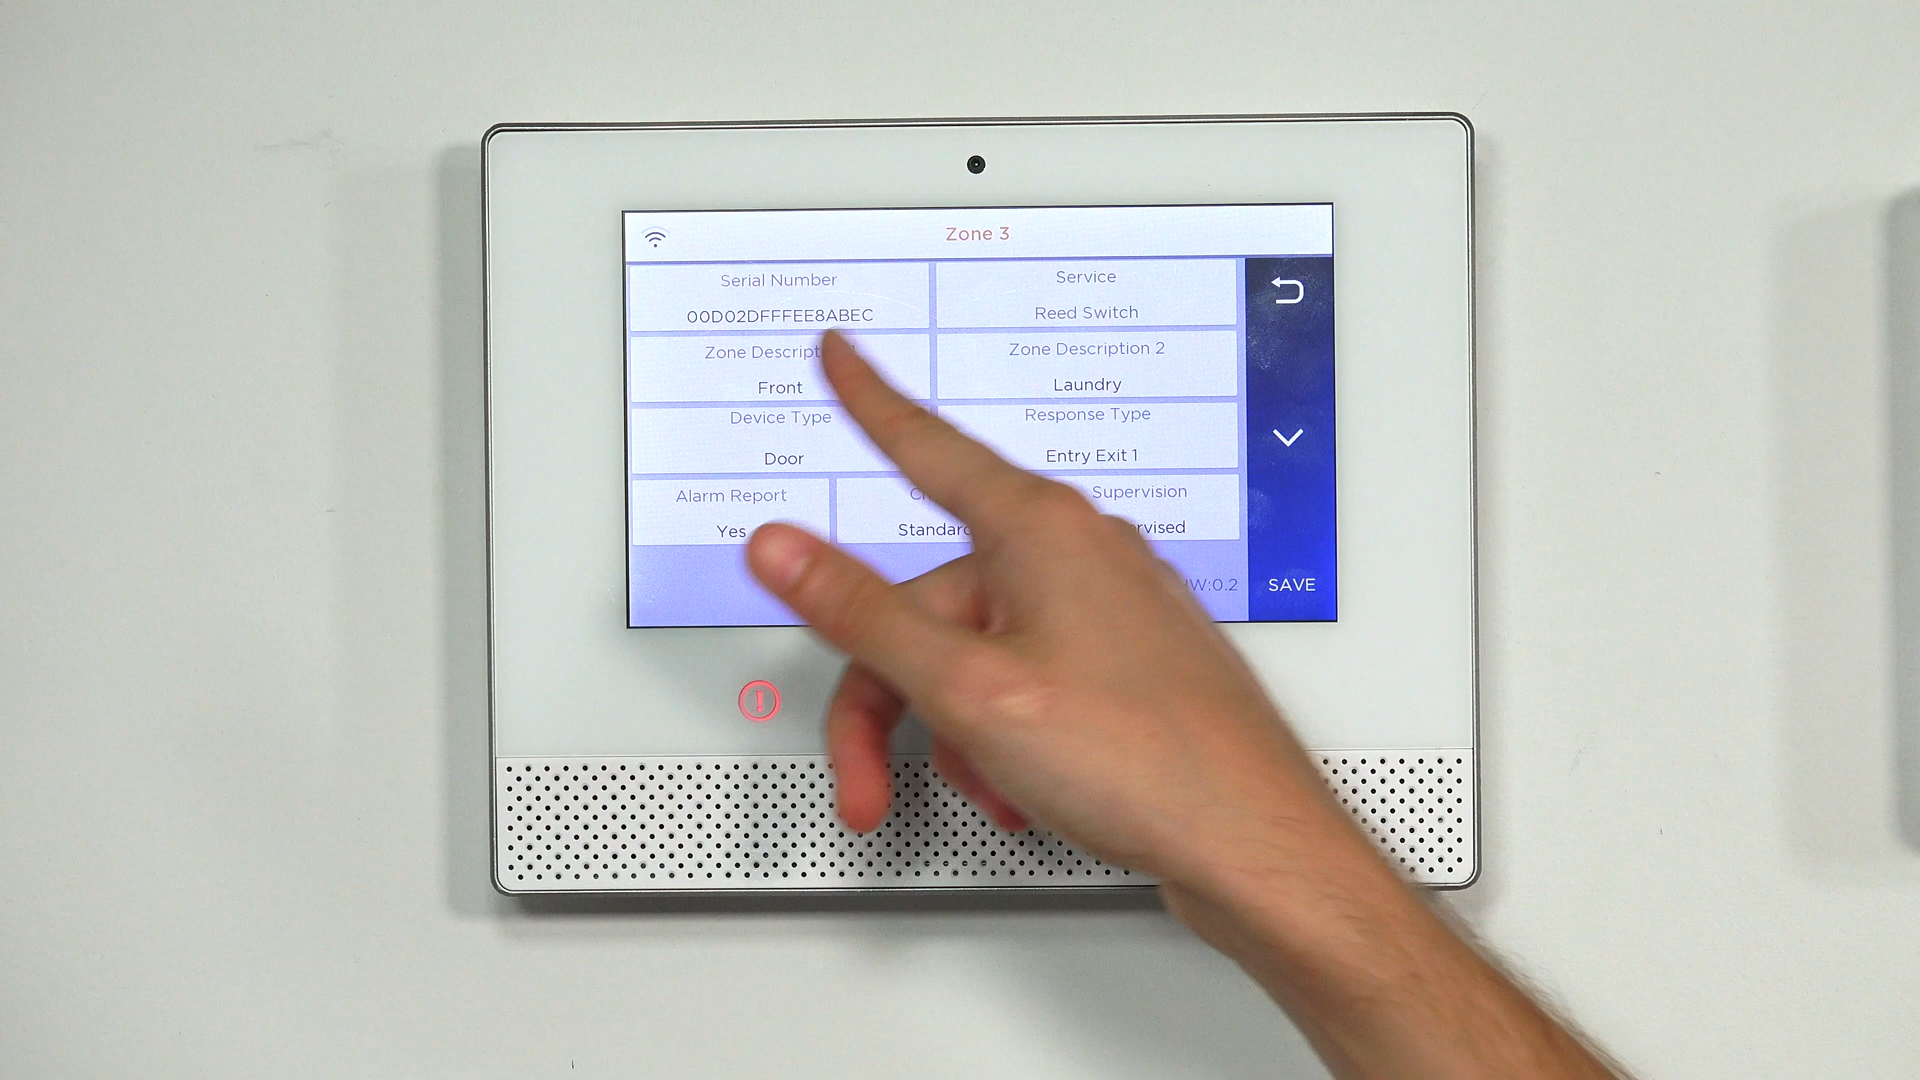 Zone 3
Serial Number
00D02DFFFEE8ABEC
Service
Reed Switch
Zone
Front
Zone Description 2
Laundry
Device Type
Door
Response Type
Entry Exit 1
Alarm Report
Yes
Supervision
SAVE